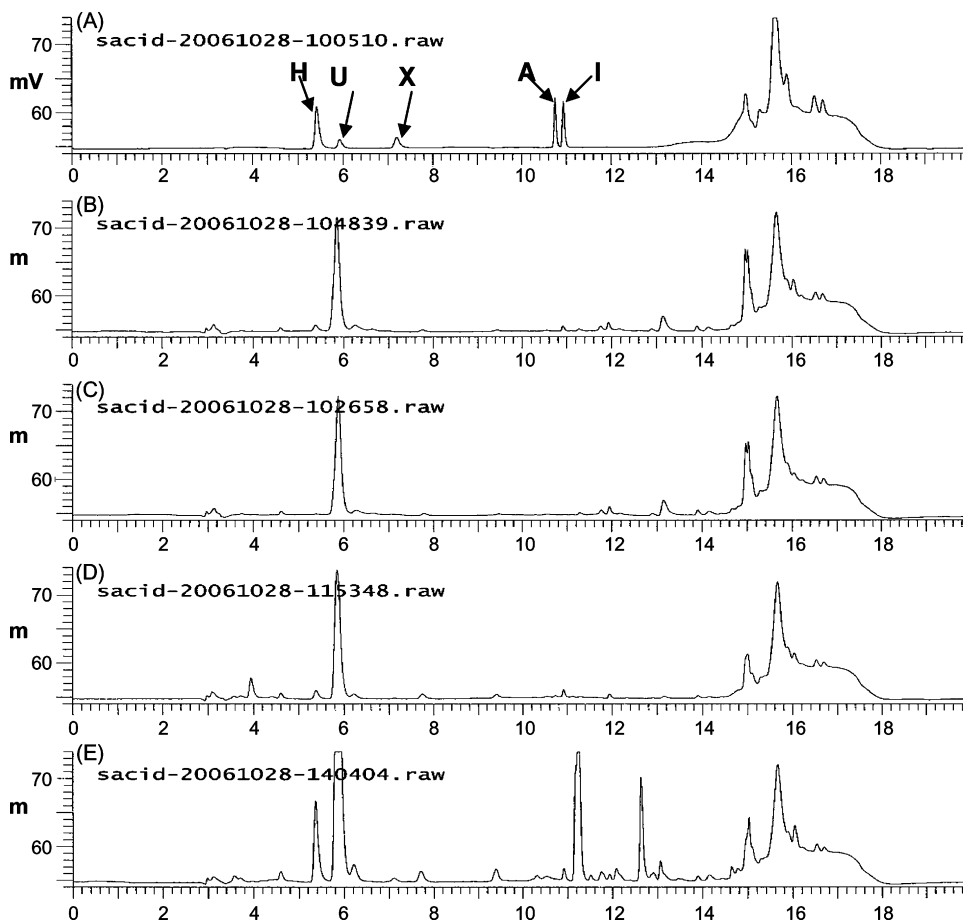 (A)
sacid-20061028-100510.raw
70
mV
60
H U X A I
0 2 4 6 8 10 12 14 16 18
(B)
sacid-20061028-104839.raw
70
m
60
0 2 4 6 8 10 12 14 16 18
(C)
sacid-20061028-102658.raw
70
m
60
0 2 4 6 8 10 12 14 16 18
(D)
sacid-20061028-115348.raw
70
m
60
0 2 4 6 8 10 12 14 16 18
(E)
sacid-20061028-140404.raw
70
m
60
0 2 4 6 8 10 12 14 16 18